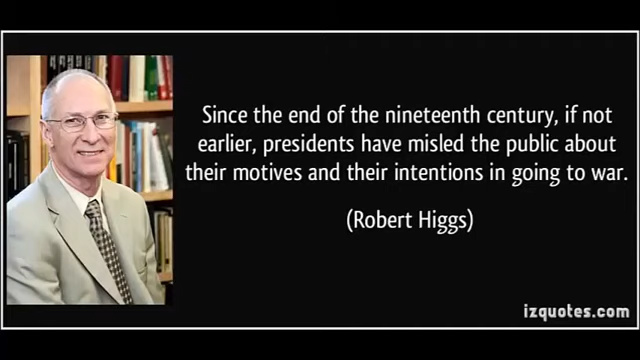 Since the end of the nineteenth century, if not
earlier, presidents have misled the public about
their motives and their intentions in going to war.
(Robert Higgs)
izquotes.com